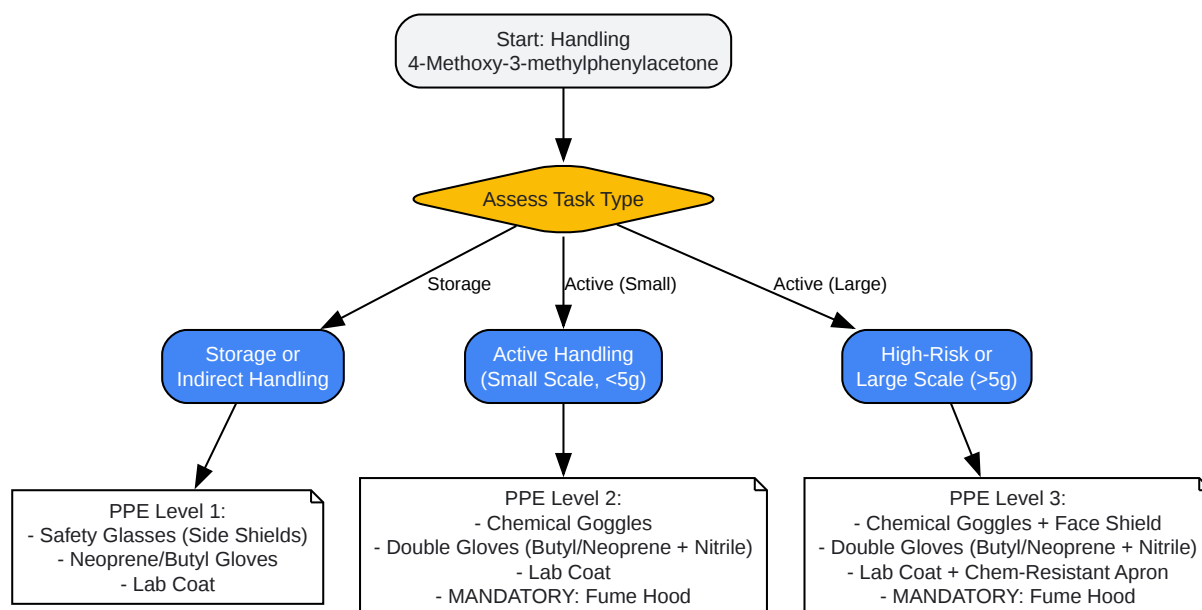 Start: Handling
4-Methoxy-3-methylphenylacetone
Assess Task Type
Storage
Active (Small)
Active (Large)
Storage or
Indirect Handling
Active Handling
(Small Scale, <5g)
High-Risk or
Large Scale (>5g)
PPE Level 1:
- Safety Glasses (Side Shields)
- Neoprene/Butyl Gloves
- Lab Coat
PPE Level 2:
- Chemical Goggles
- Double Gloves (Butyl/Neoprene + Nitrile)
- Lab Coat
- MANDATORY: Fume Hood
PPE Level 3:
- Chemical Goggles + Face Shield
- Double Gloves (Butyl/Neoprene + Nitrile)
- Lab Coat + Chem-Resistant Apron
- MANDATORY: Fume Hood